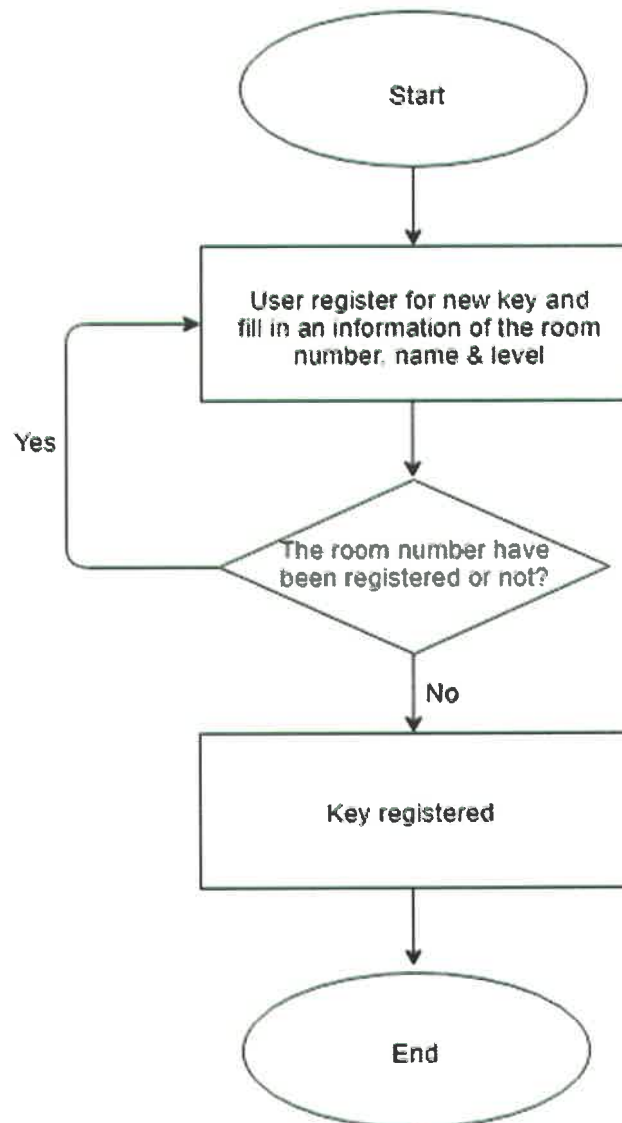 Start
User register for new key and
fill in an information of the room
number, name & level
Yes
The room number have
been registered or not?
No
Key registered
End